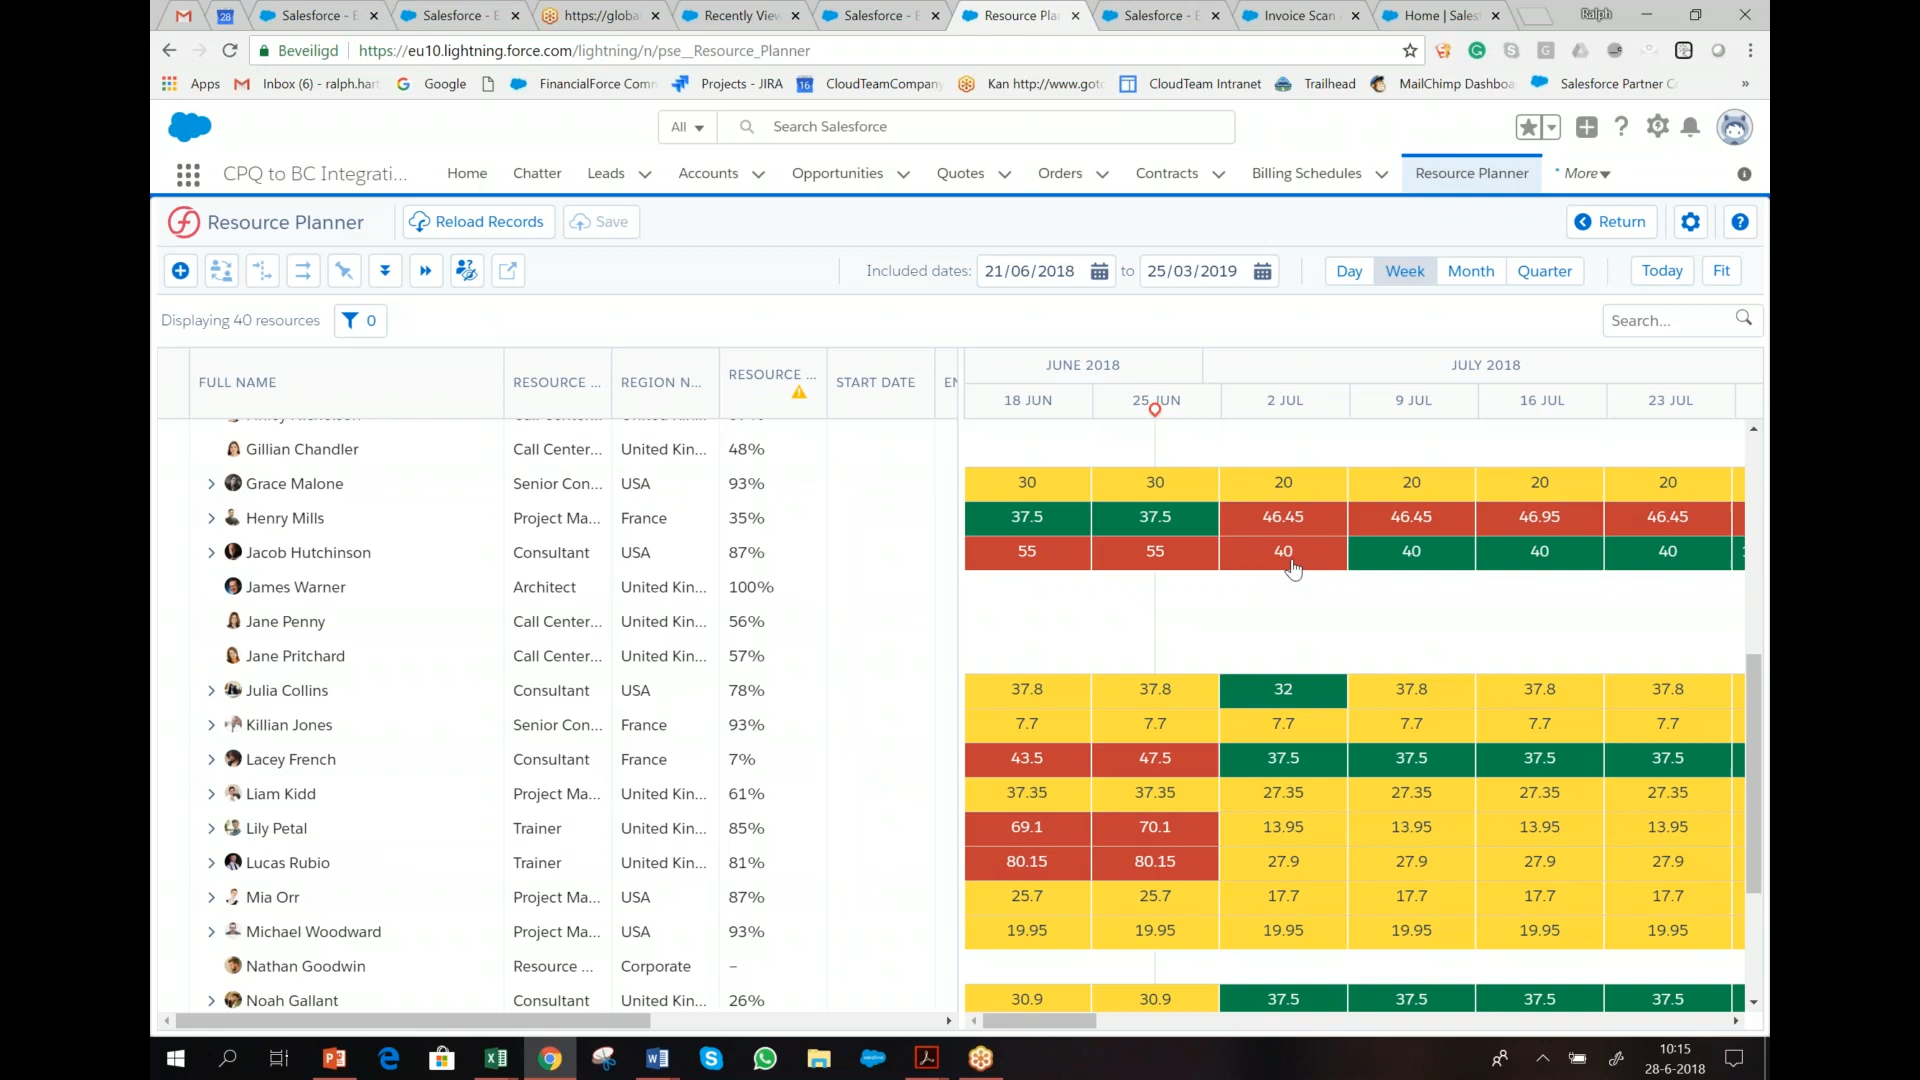 28 Salesforce - E × Salesforce - E × https://globa × Recently View × Salesforce - E × Resource Pla × Salesforce - E × Invoice Scan × Home | Sales × Ralph
Beveiligd https://eu10.lightning.force.com/lightning/n/pse__Resource_Planner
Apps Inbox (6) - ralph.hart Google FinancialForce Comm Projects - JIRA 16 CloudTeamCompany Kan http://www.goto CloudTeam Intranet Trailhead MailChimp Dashboa Salesforce Partner C »
All Search Salesforce
CPQ to BC Integrati... Home Chatter Leads Accounts Opportunities Quotes Orders Contracts Billing Schedules Resource Planner * More
Resource Planner Reload Records Save Return
Included dates: 21/06/2018 to 25/03/2019 Day Week Month Quarter Today Fit
Displaying 40 resources 0 Search...
JUNE 2018 JULY 2018
FULL NAME RESOURCE ... REGION N... RESOURCE ... START DATE EN
18 JUN 25 JUN 2 JUL 9 JUL 16 JUL 23 JUL
Gillian Chandler Call Center... United Kin... 48%
Grace Malone Senior Con... USA 93% 30 30 20 20 20 20
Henry Mills Project Ma... France 35% 37.5 37.5 46.45 46.45 46.95 46.45
Jacob Hutchinson Consultant USA 87% 55 55 40 40 40 40
James Warner Architect United Kin... 100%
Jane Penny Call Center... United Kin... 56%
Jane Pritchard Call Center... United Kin... 57%
Julia Collins Consultant USA 78% 37.8 37.8 32 37.8 37.8 37.8
Killian Jones Senior Con... France 93% 7.7 7.7 7.7 7.7 7.7 7.7
Lacey French Consultant France 7% 43.5 47.5 37.5 37.5 37.5 37.5
Liam Kidd Project Ma... United Kin... 61% 37.35 37.35 27.35 27.35 27.35 27.35
Lily Petal Trainer United Kin... 85% 69.1 70.1 13.95 13.95 13.95 13.95
Lucas Rubio Trainer United Kin... 81% 80.15 80.15 27.9 27.9 27.9 27.9
Mia Orr Project Ma... USA 87% 25.7 25.7 17.7 17.7 17.7 17.7
Michael Woodward Project Ma... USA 93% 19.95 19.95 19.95 19.95 19.95 19.95
Nathan Goodwin Resource ... Corporate –
Noah Gallant Consultant United Kin... 26% 30.9 30.9 37.5 37.5 37.5 37.5
10:15
28-6-2018